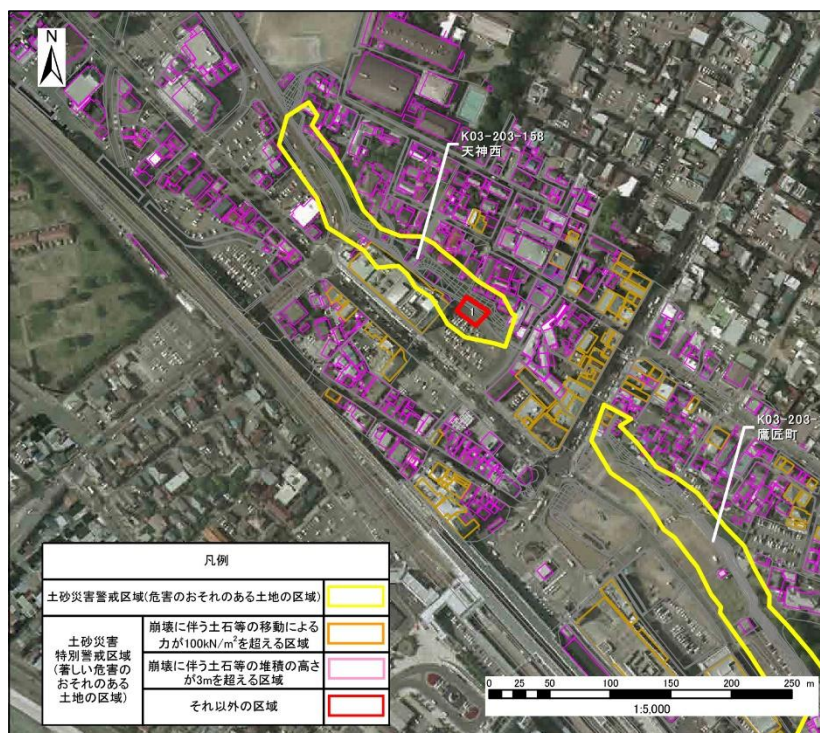 N
K03-203-158
天神西
K03-203-
鷹匠町
凡例
土砂災害警戒区域(危害のおそれのある土地の区域)
土砂災害
特別警戒区域
(著しい危害の
おそれのある
土地の区域)
崩壊に伴う土石等の移動による
力が100kN/m²を超える区域
崩壊に伴う土石等の堆積の高さ
が3mを超える区域
それ以外の区域
0 25 50 100 150 200 250 m
1:5,000